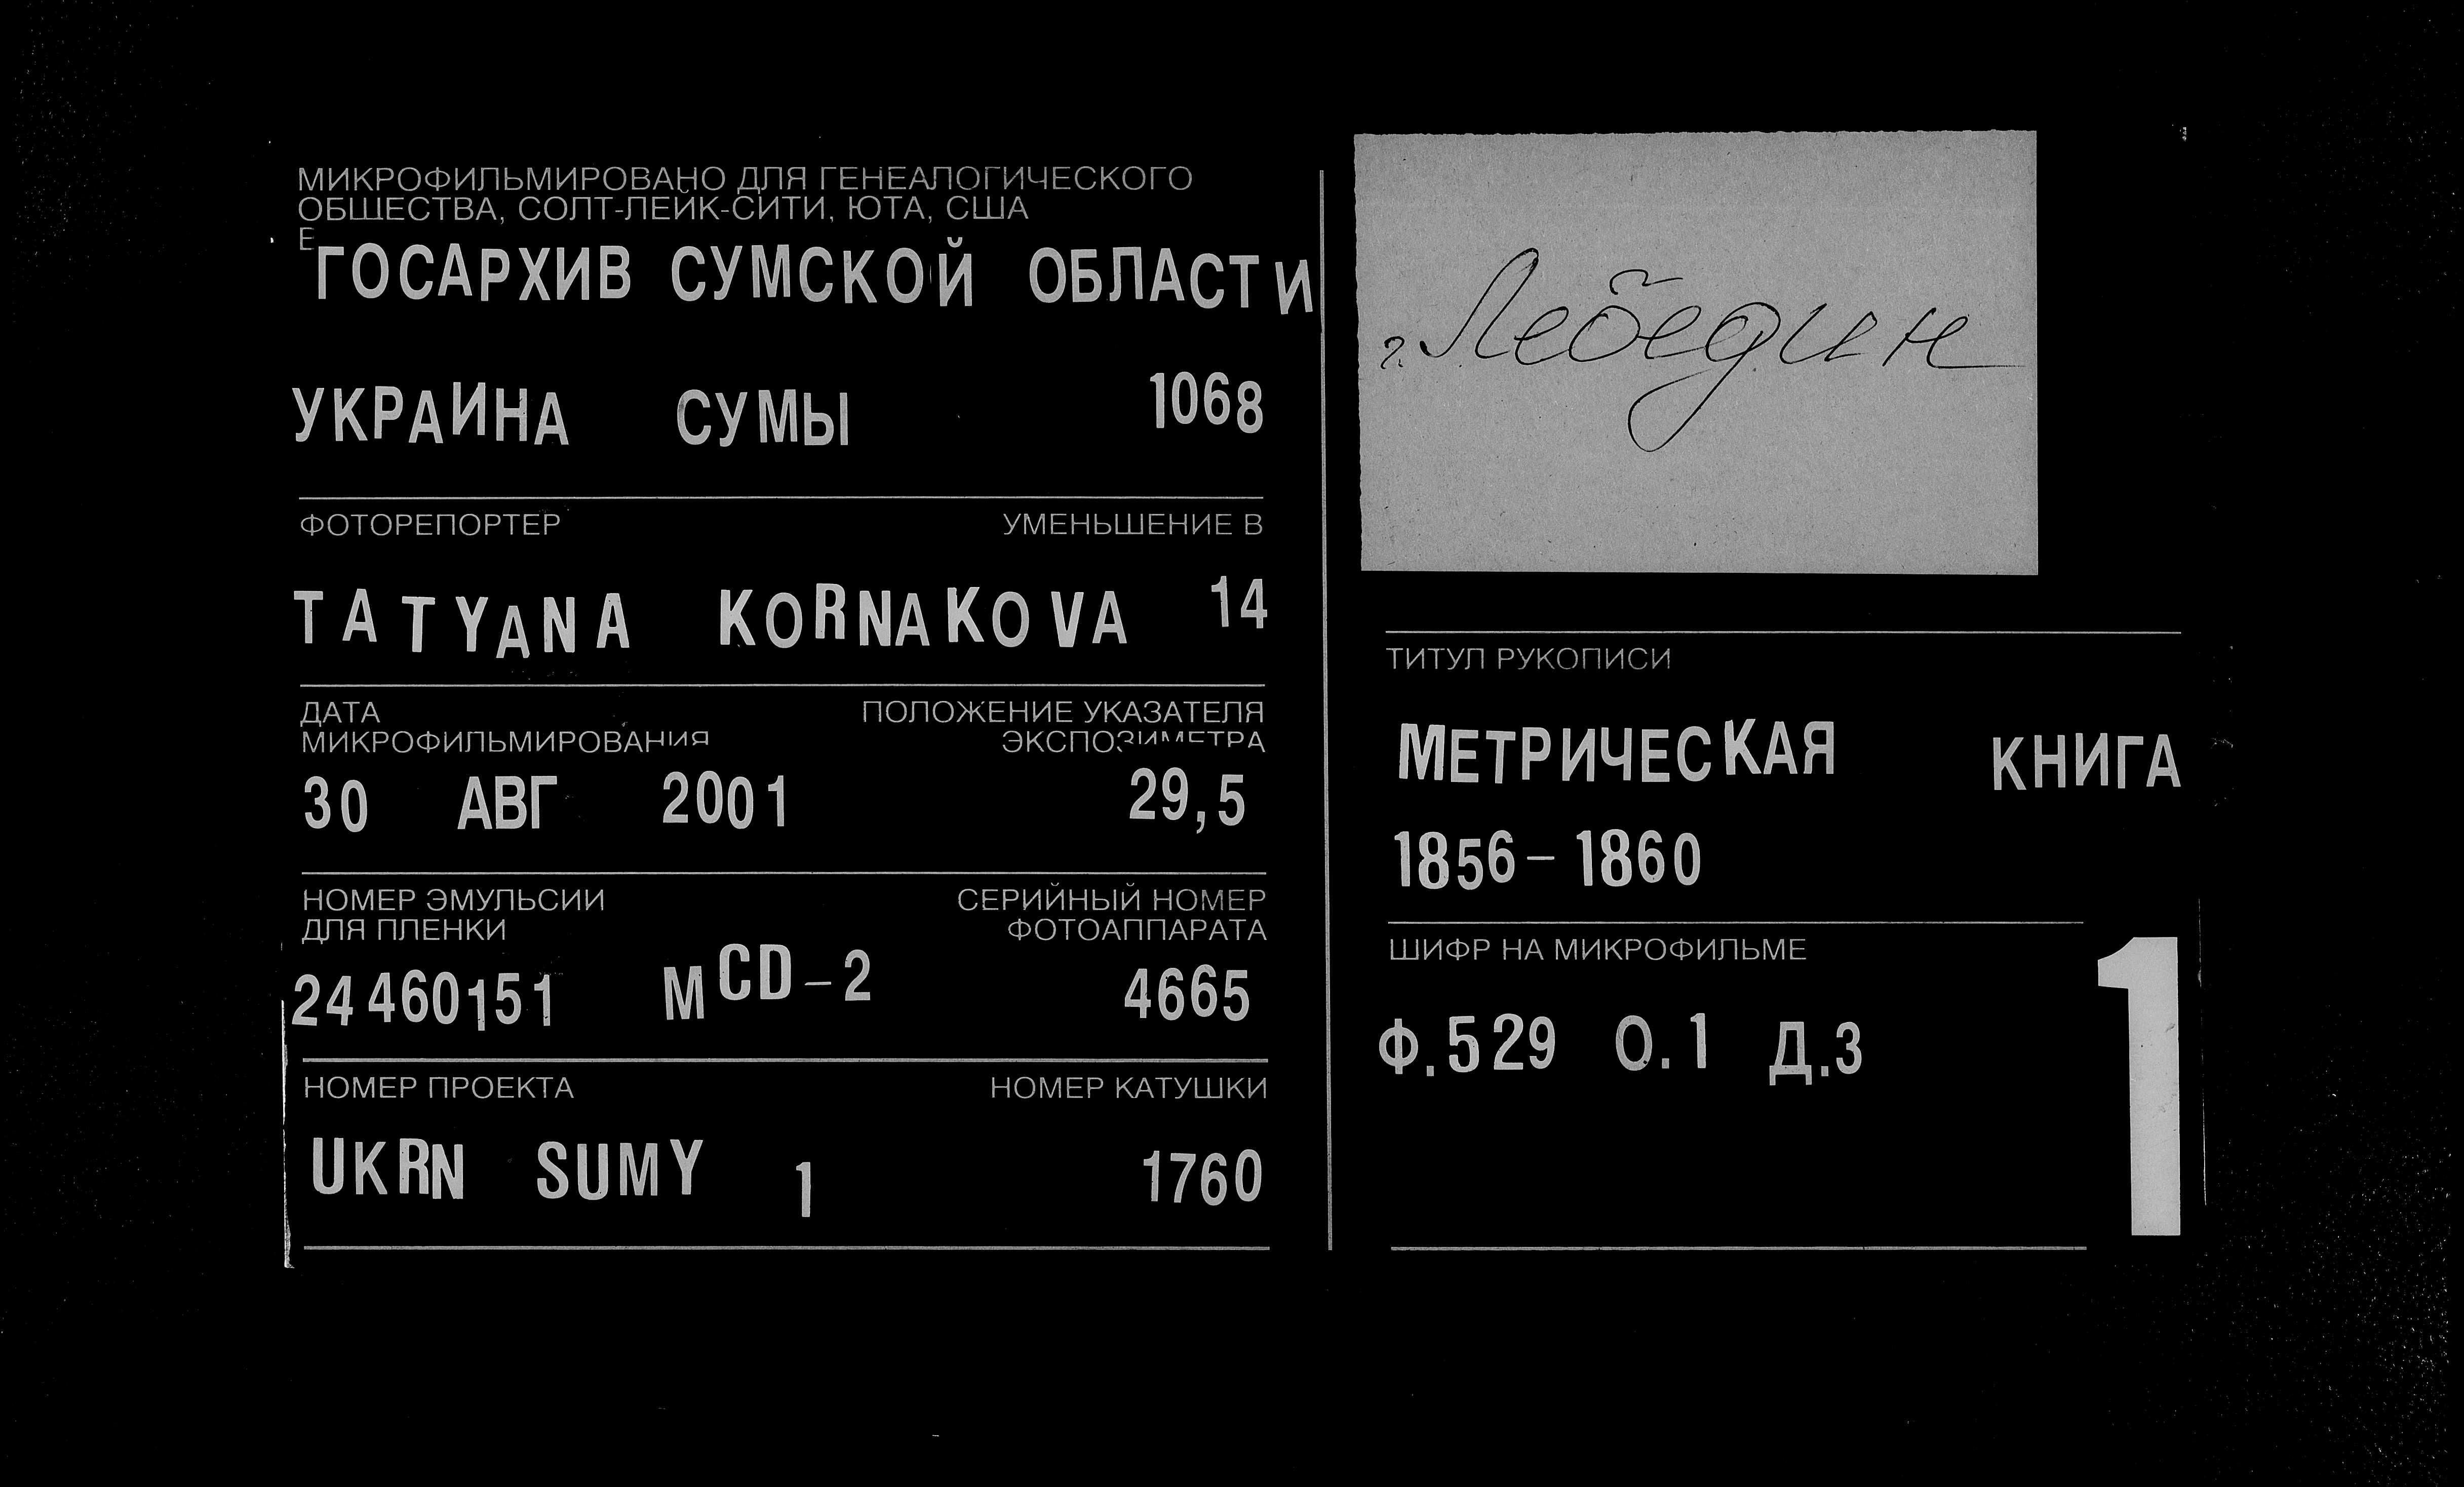 МИКРОФИЛЬМИРОВАНО ДЛЯ ГЕНЕАЛОГИЧЕСКОГО
ОБЩЕСТВА, СОЛТ-ЛЕЙК-СИТИ, ЮТА, США
Е
ГОСАРХИВ СУМСКОЙ ОБЛАСТИ
УКРАИНА СУМЫ 1068
ФОТОРЕПОРТЕР УМЕНЬШЕНИЕ В
TATYANA KORNAKOVA 14
ДАТА ПОЛОЖЕНИЕ УКАЗАТЕЛЯ
МИКРОФИЛЬМИРОВАНИЯ ЭКСПОЗИМЕТРА
30 АВГ 2001 29,5
НОМЕР ЭМУЛЬСИИ СЕРИЙНЫЙ НОМЕР
ДЛЯ ПЛЕНКИ ФОТОАППАРАТА
24460151 MCD-2 4665
НОМЕР ПРОЕКТА НОМЕР КАТУШКИ
UKRN SUMY 1 1760
г. Лебедин
ТИТУЛ РУКОПИСИ
МЕТРИЧЕСКАЯ КНИГА
1856-1860
ШИФР НА МИКРОФИЛЬМЕ
Ф.529 О.1 Д.3
1